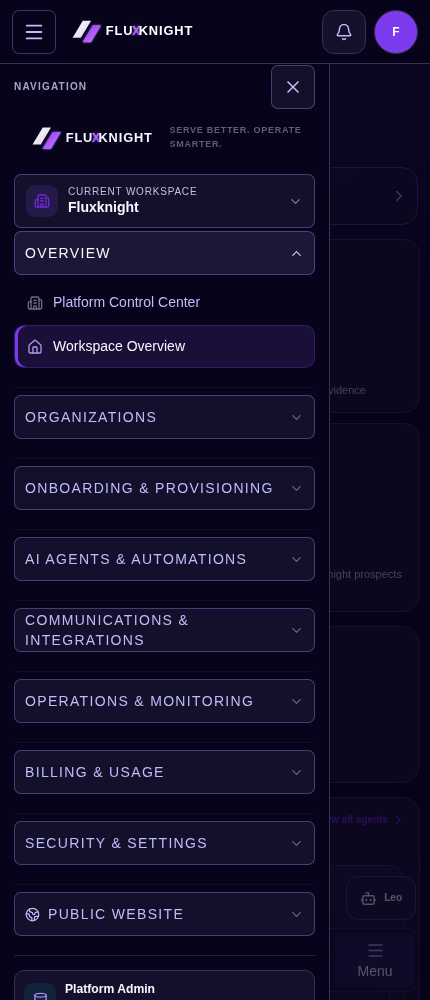 FLUXKNIGHT
F
NAVIGATION
FLUXKNIGHT
SERVE BETTER. OPERATE
SMARTER.
CURRENT WORKSPACE
Fluxknight
OVERVIEW
Platform Control Center
Workspace Overview
vidence
ORGANIZATIONS
ONBOARDING & PROVISIONING
AI AGENTS & AUTOMATIONS
night prospects
COMMUNICATIONS &
INTEGRATIONS
OPERATIONS & MONITORING
BILLING & USAGE
ew all agents
SECURITY & SETTINGS
Leo
PUBLIC WEBSITE
Menu
Platform Admin